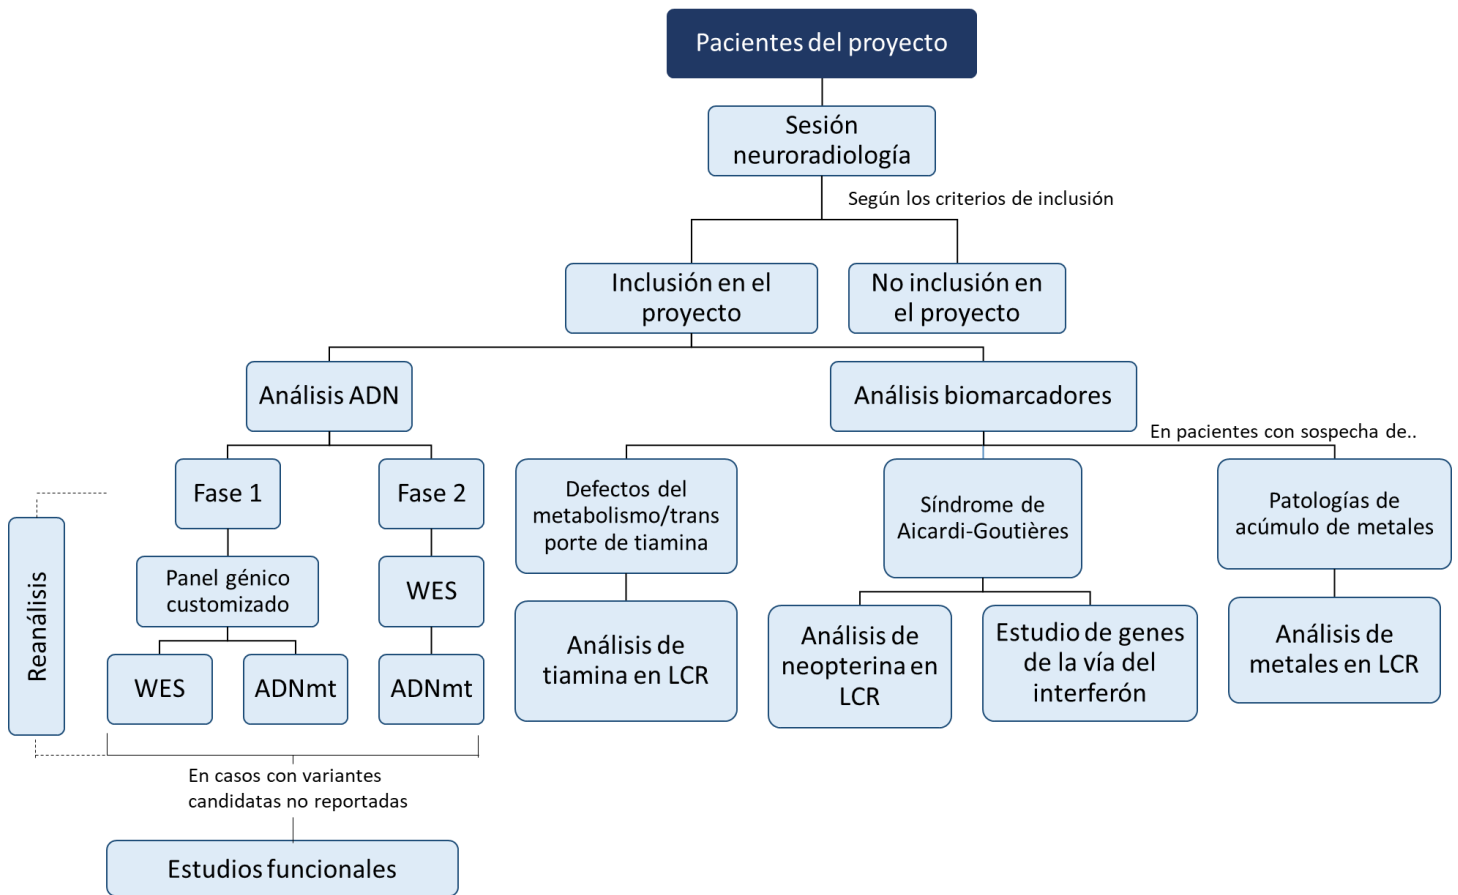 Pacientes del proyecto
Sesión
neuroradiología
Según los criterios de inclusión
Inclusión en el
proyecto
No inclusión en
el proyecto
Análisis ADN
Análisis biomarcadores
En pacientes con sospecha de..
Fase 1
Fase 2
Defectos del
metabolismo/trans
porte de tiamina
Síndrome de
Aicardi-Goutières
Patologías de
acúmulo de metales
Reanálisis
Panel génico
customizado
WES
WES
ADNmt
ADNmt
Análisis de
tiamina en LCR
Análisis de
neopterina en
LCR
Estudio de genes
de la vía del
interferón
Análisis de
metales en LCR
En casos con variantes
candidatas no reportadas
Estudios funcionales